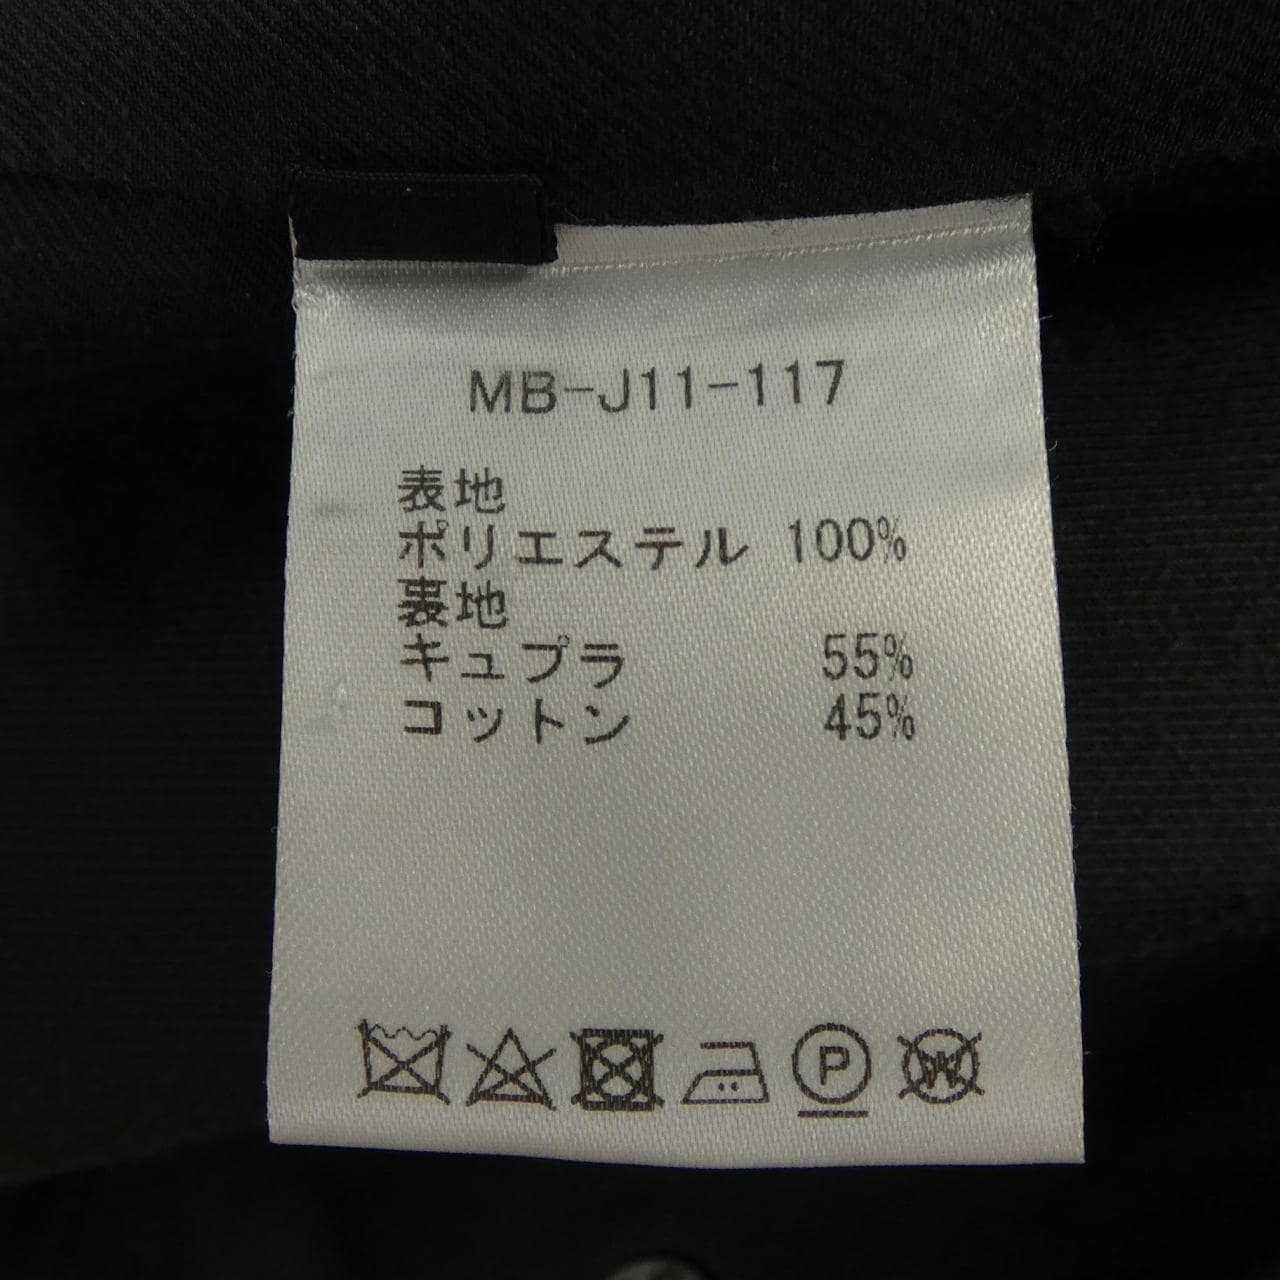 MB-J11-117
表地
ポリエステル 100%
裏地
キュプラ 55%
コットン 45%
P
W